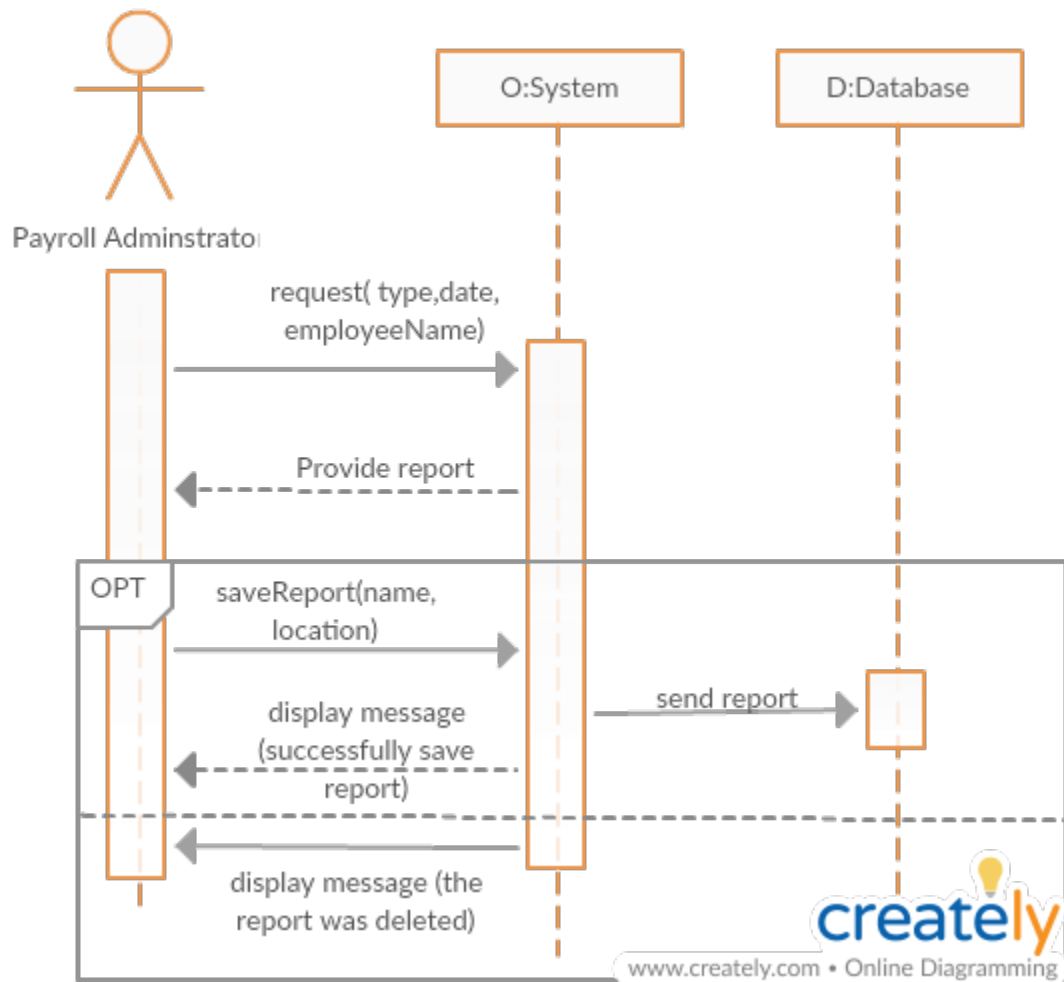 O:System
D:Database
Payroll Adminstrato
request( type,date,
employeeName)
Provide report
OPT
saveReport(name,
location)
send report
display message
(successfully save
report)
display message (the
report was deleted)
creately
www.creately.com • Online Diagramming